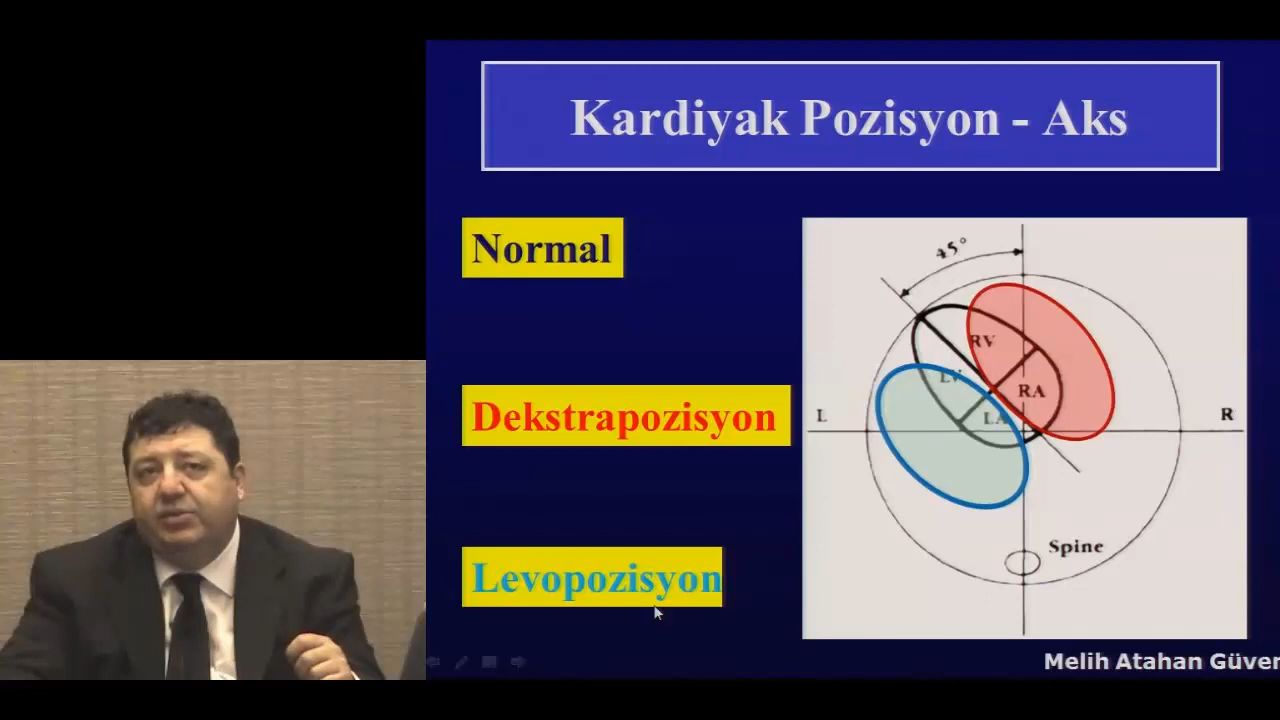 Kardiyak Pozisyon - Aks
Normal
Dekstrapozisyon
Levopozisyon
45°
RV
LV
RA
LA
L
R
Spine
Melih Atahan Güven